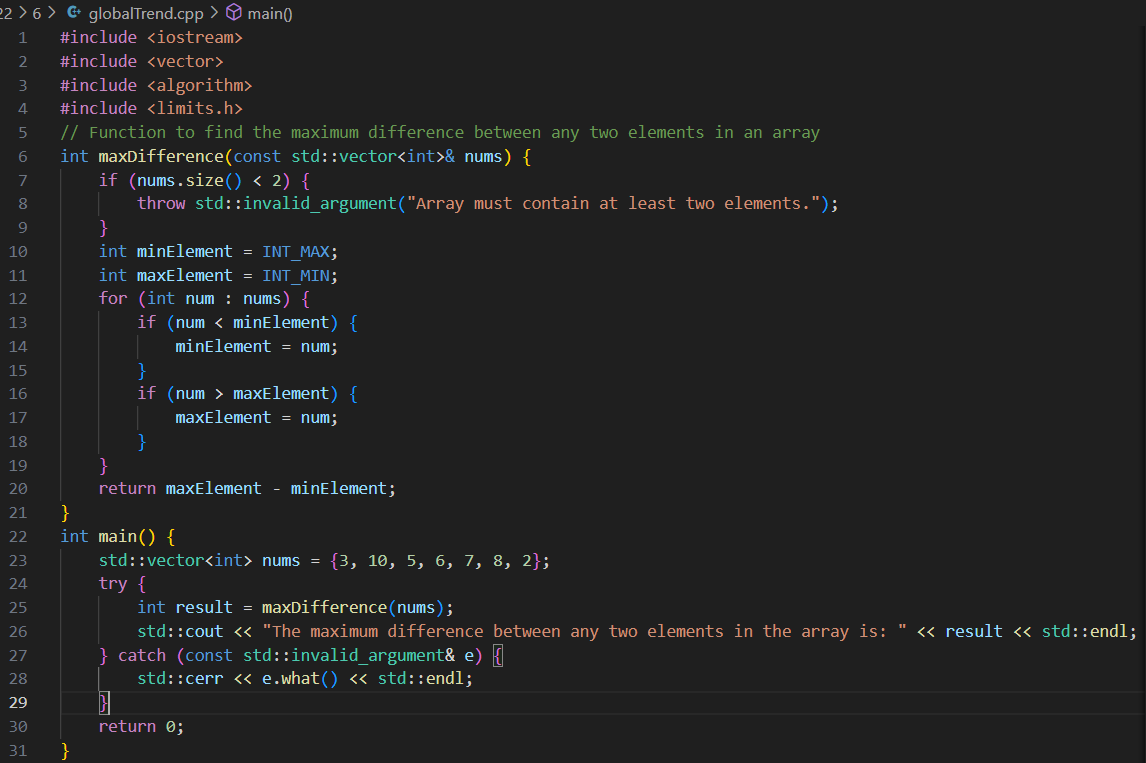 22 > 6 > globalTrend.cpp > main()
1 #include <iostream>
2 #include <vector>
3 #include <algorithm>
4 #include <limits.h>
5 // Function to find the maximum difference between any two elements in an array
6 int maxDifference(const std::vector<int>& nums) {
7     if (nums.size() < 2) {
8         throw std::invalid_argument("Array must contain at least two elements.");
9     }
10     int minElement = INT_MAX;
11     int maxElement = INT_MIN;
12     for (int num : nums) {
13         if (num < minElement) {
14             minElement = num;
15         }
16         if (num > maxElement) {
17             maxElement = num;
18         }
19     }
20     return maxElement - minElement;
21 }
22 int main() {
23     std::vector<int> nums = {3, 10, 5, 6, 7, 8, 2};
24     try {
25         int result = maxDifference(nums);
26         std::cout << "The maximum difference between any two elements in the array is: " << result << std::endl;
27     } catch (const std::invalid_argument& e) {
28         std::cerr << e.what() << std::endl;
29     }
30     return 0;
31 }